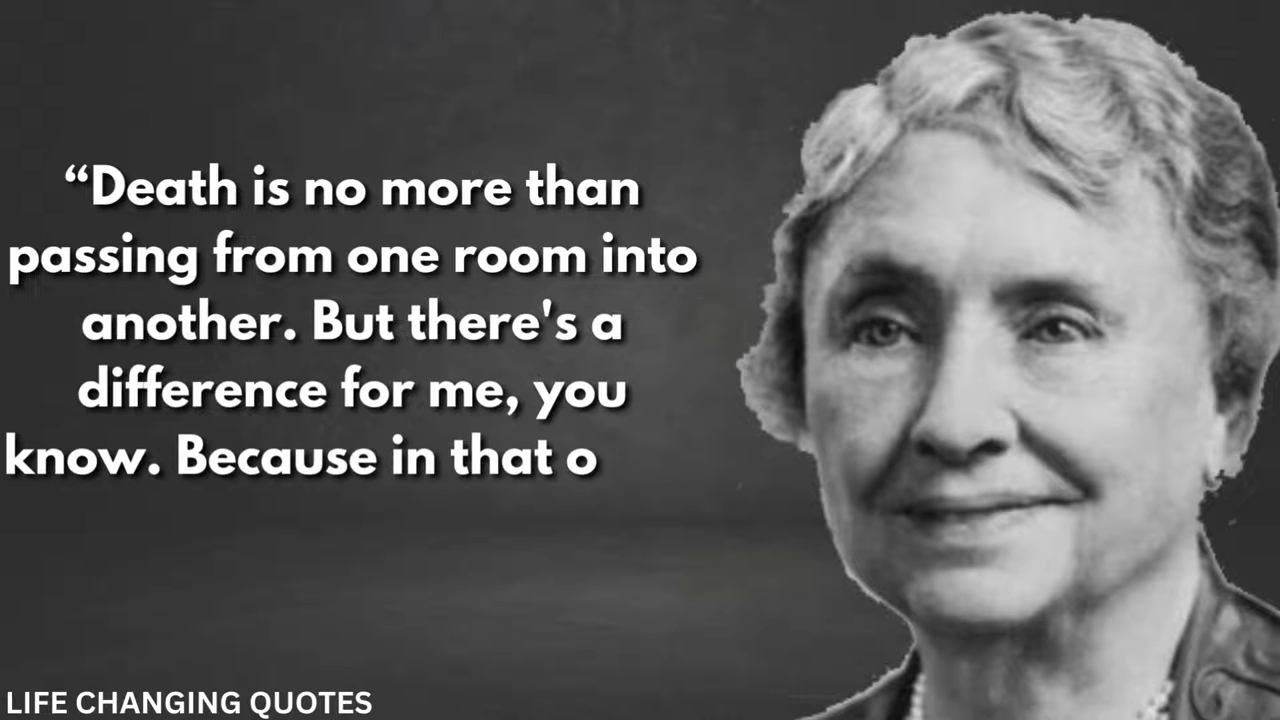 “Death is no more than
passing from one room into
another. But there's a
difference for me, you
know. Because in that o
LIFE CHANGING QUOTES